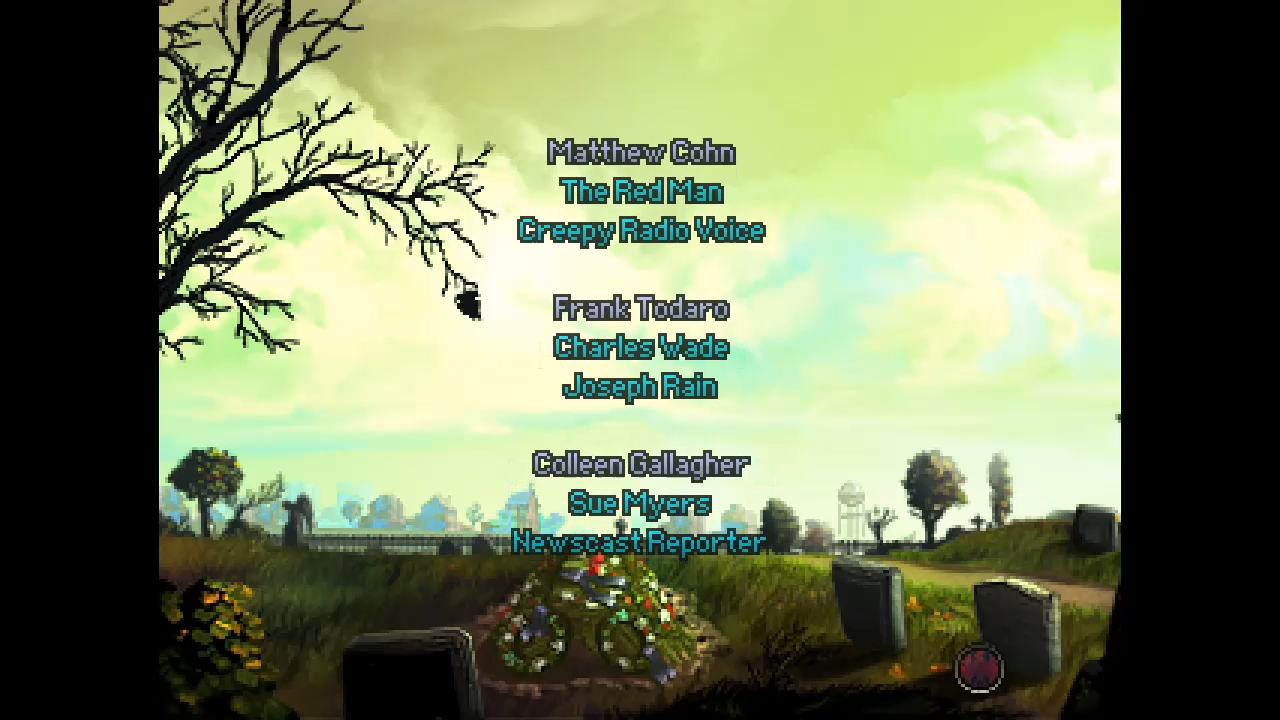 Matthew Cohn
The Red Man
Creepy Radio Voice
Frank Todaro
Charles Wade
Joseph Rain
Colleen Gallagher
Sue Myers
Newscast Reporter